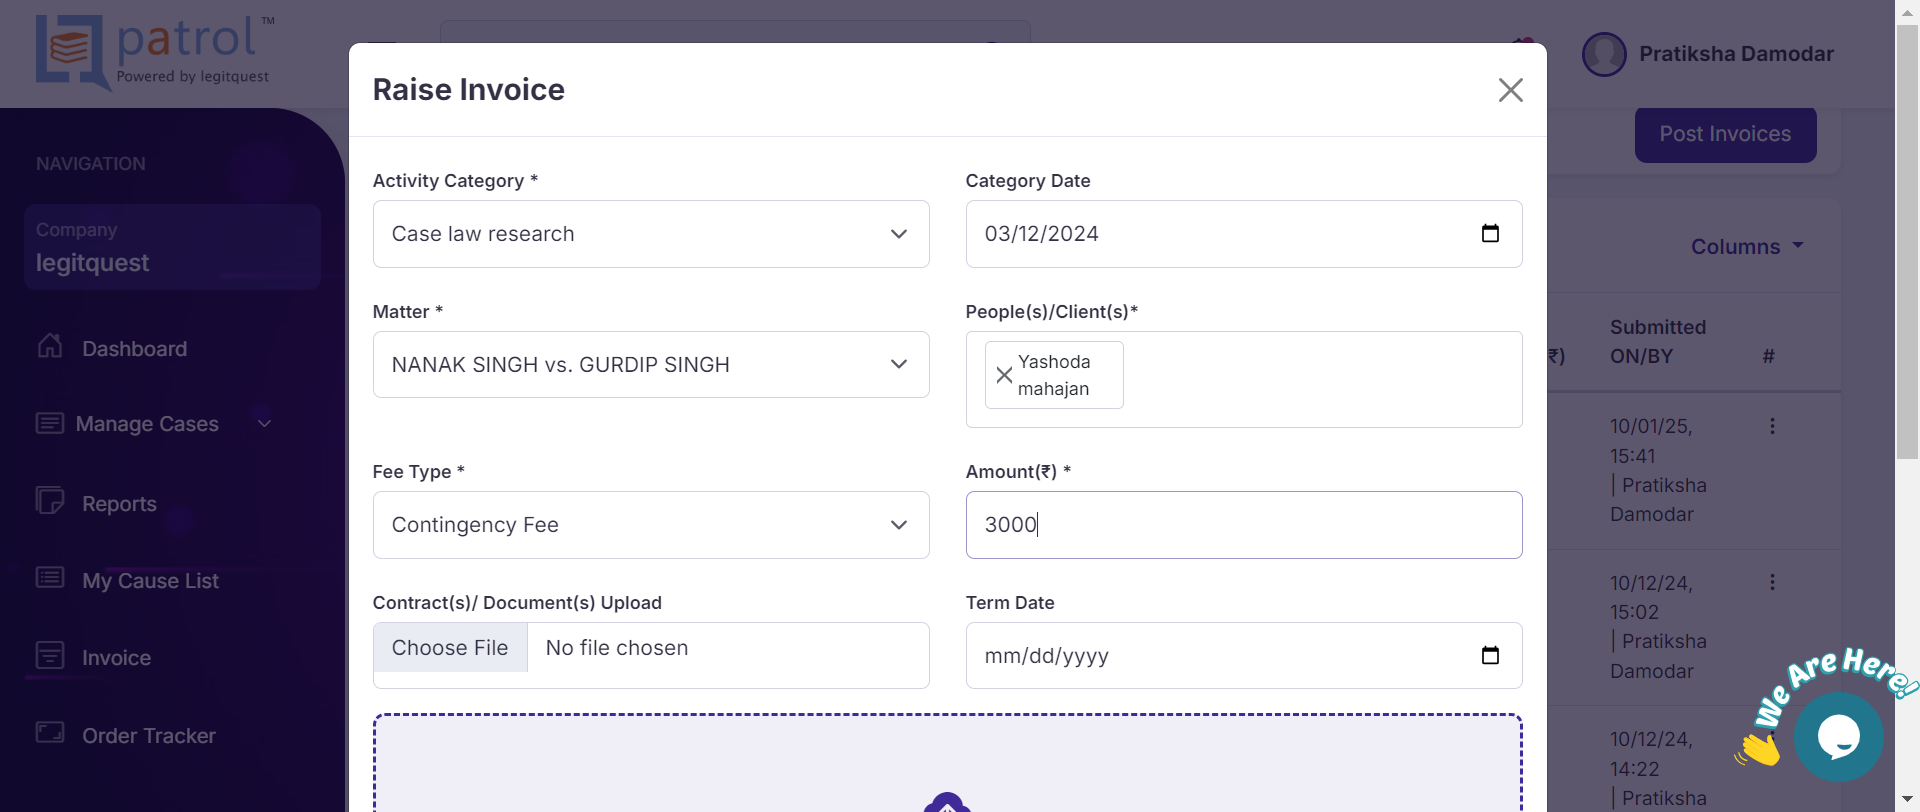 patrol™
Powered by legitquest
Pratiksha Damodar
NAVIGATION
Company
legitquest
Dashboard
Manage Cases
Reports
My Cause List
Invoice
Order Tracker
Raise Invoice
Activity Category *
Case law research
Category Date
03/12/2024
Matter *
NANAK SINGH vs. GURDIP SINGH
People(s)/Client(s)*
Yashoda
mahajan
Fee Type *
Contingency Fee
Amount(₹) *
3000
Contract(s)/ Document(s) Upload
Choose File No file chosen
Term Date
mm/dd/yyyy
Post Invoices
Columns
₹)
Submitted
ON/BY
#
10/01/25,
15:41
| Pratiksha
Damodar
10/12/24,
15:02
| Pratiksha
Damodar
10/12/24,
14:22
| Pratiksha
We Are Here!